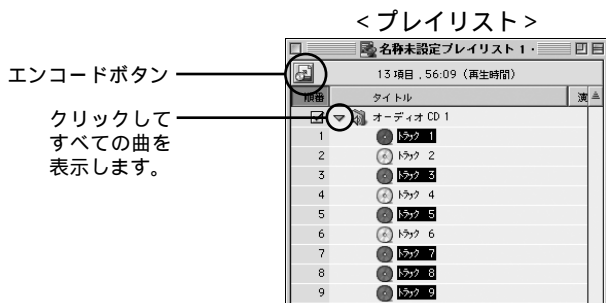 <プレイリスト>
名称未設定プレイリスト 1・
エンコードボタン
13 項目 , 56:09（再生時間）
順番 タイトル 演
クリックして
すべての曲を
表示します。
オーディオ CD 1
1 トラック 1
2 トラック 2
3 トラック 3
4 トラック 4
5 トラック 5
6 トラック 6
7 トラック 7
8 トラック 8
9 トラック 9